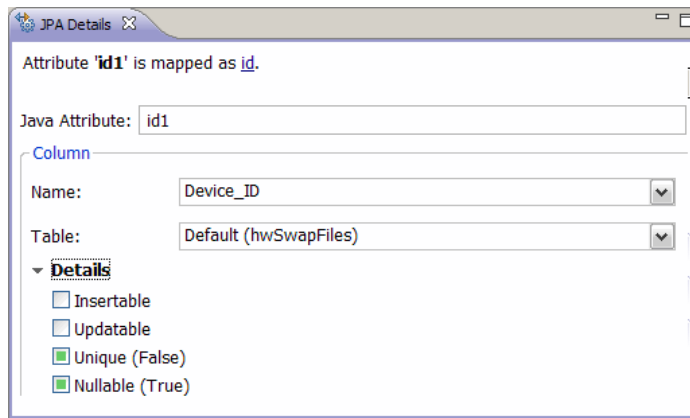 JPA Details
Attribute 'id1' is mapped as id.
Java Attribute: id1
Column
Name: Device_ID
Table: Default (hwSwapFiles)
Details
Insertable
Updatable
Unique (False)
Nullable (True)